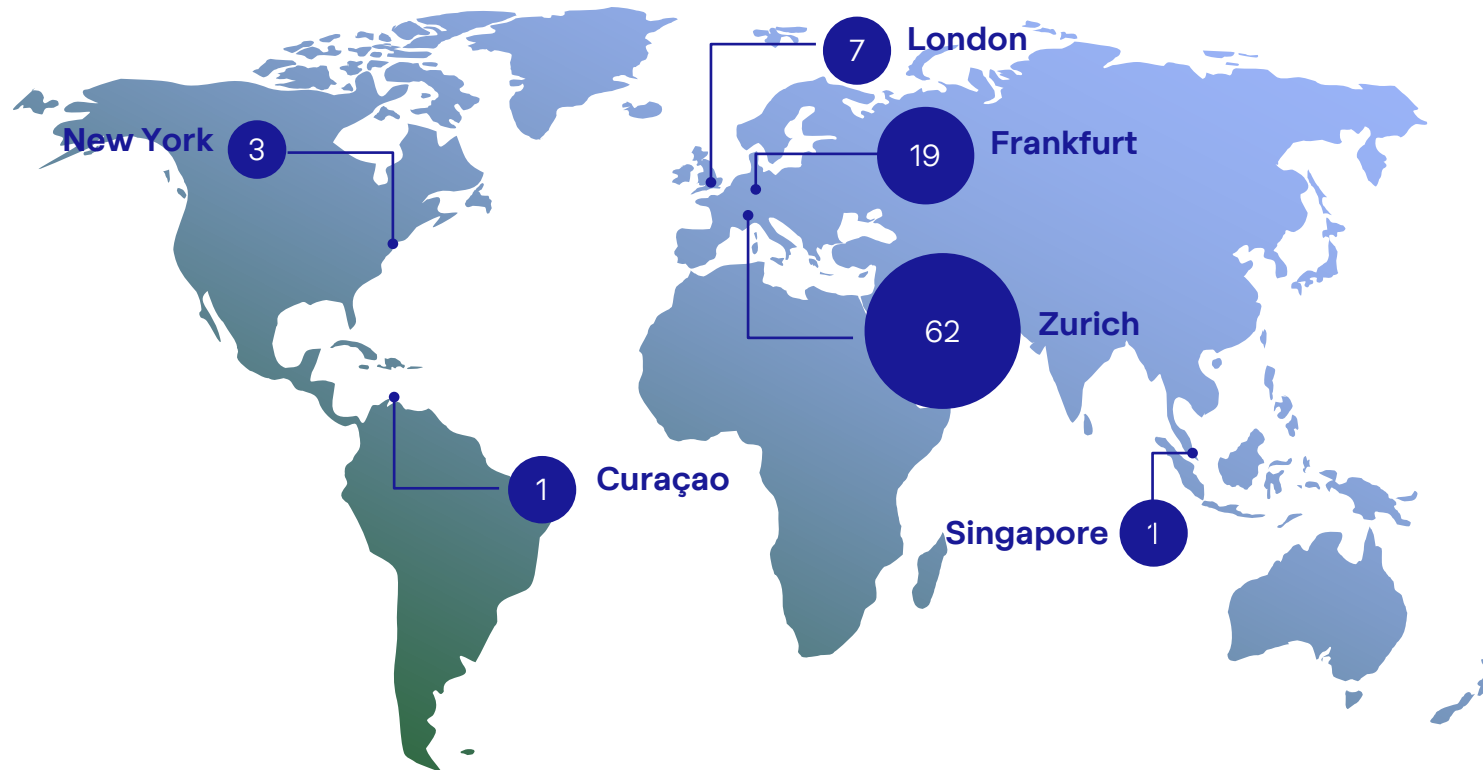 7
London
New York
3
19
Frankfurt
62
Zurich
1
Curaçao
Singapore
1